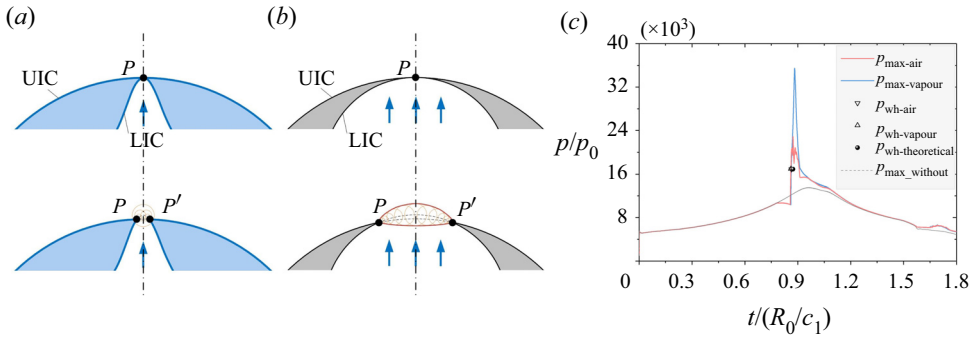 (a)
P
UIC
LIC
P P′
(b)
P
UIC
LIC
P P′
(c)
(×10³)
40
32
24
16
8
p/p₀
p_max-air
p_max-vapour
p_wh-air
p_wh-vapour
p_wh-theoretical
p_max_without
0 0.3 0.6 0.9 1.2 1.5 1.8
t/(R₀/c₁)